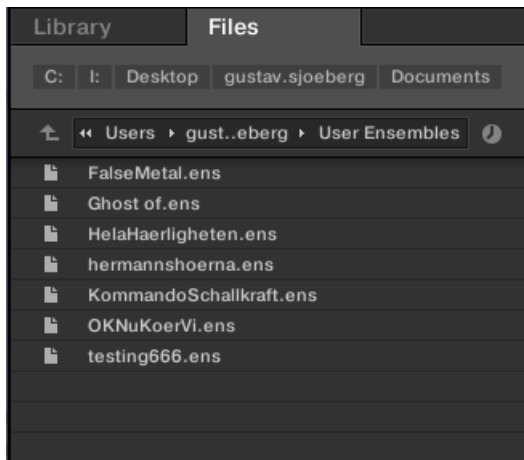 Library Files
C: I: Desktop gustav.sjoeberg Documents
Users gust..eberg User Ensembles
FalseMetal.ens
Ghost of.ens
HelaHaerligheten.ens
hermannshoerna.ens
KommandoSchallkraft.ens
OKNuKoerVi.ens
testing666.ens